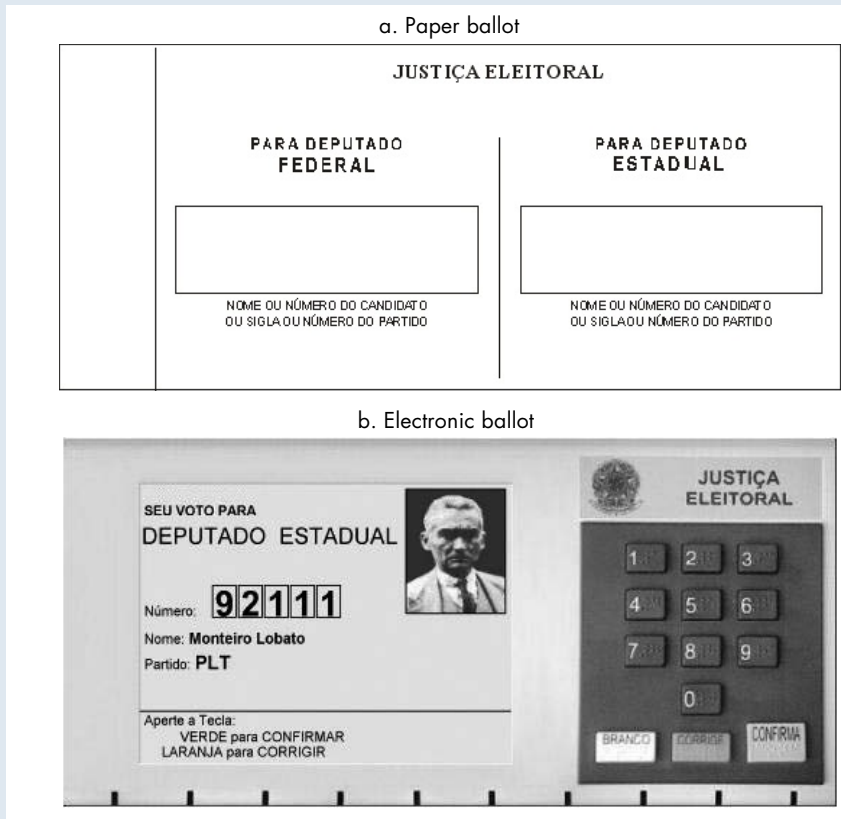 a. Paper ballot
JUSTIÇA ELEITORAL
PARA DEPUTADO
FEDERAL
NOME OU NÚMERO DO CANDIDATO
OU SIGLA OU NÚMERO DO PARTIDO
PARA DEPUTADO
ESTADUAL
NOME OU NÚMERO DO CANDIDATO
OU SIGLA OU NÚMERO DO PARTIDO
b. Electronic ballot
SEU VOTO PARA
DEPUTADO ESTADUAL
Número: 92111
Nome: Monteiro Lobato
Partido: PLT
Aperte a Tecla:
VERDE para CONFIRMAR
LARANJA para CORRIGIR
JUSTIÇA
ELEITORAL
1 2 3
4 5 6
7 8 9
0
BRANCO CORRIGE CONFIRMA